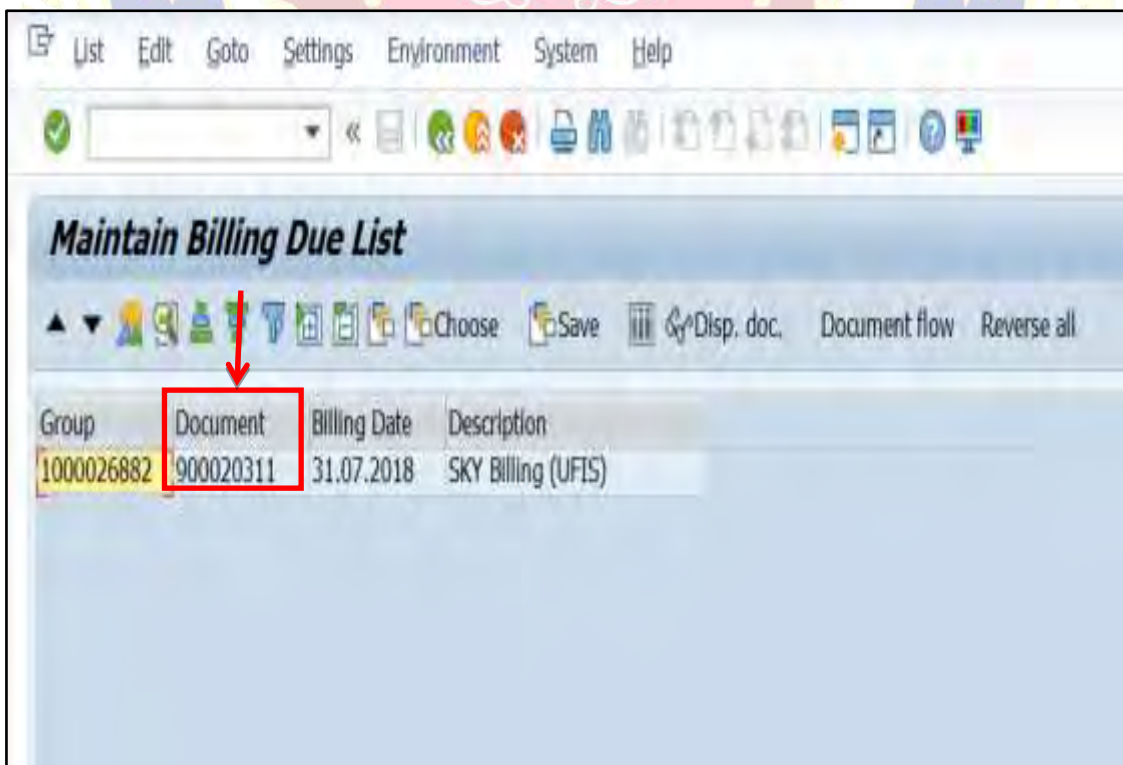 List Edit Goto Settings Environment System Help
Maintain Billing Due List
Choose Save Disp. doc. Document flow Reverse all
Group Document Billing Date Description
1000026882 900020311 31.07.2018 SKY Billing (UFIS)